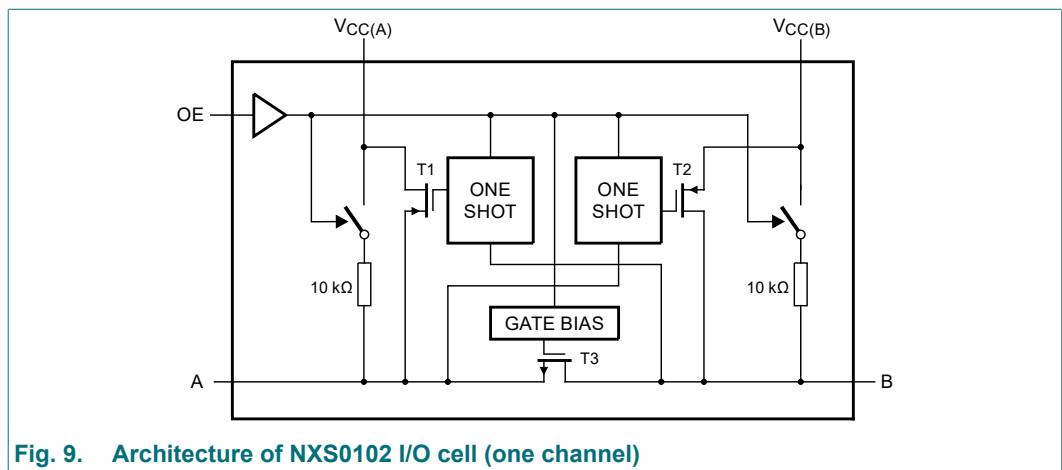 VCC(A)
VCC(B)
OE
T1
T2
ONE
SHOT
ONE
SHOT
10 kΩ
10 kΩ
GATE BIAS
T3
A
B
Fig. 9. Architecture of NXS0102 I/O cell (one channel)